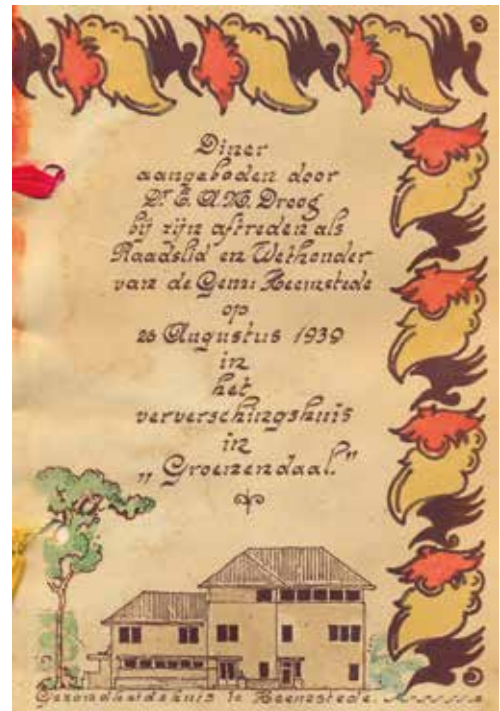 Diner
aangeboden door
Dr. E. A. M. Droog
bij zijn aftreden als
Raadslid en Wethouder
van de Gem: Heemstede
op
26 Augustus 1939
in
het
ververschingshuis
in
„Groenendaal.”
Gezondheidshuis te Heemstede.